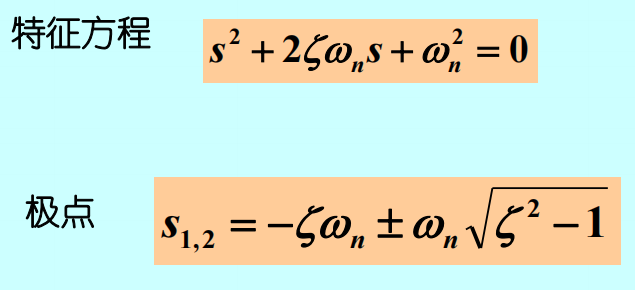 特征方程 s² + 2ζωₙs + ωₙ² = 0
极点 s₁,₂ = −ζωₙ ± ωₙ√(ζ² − 1)